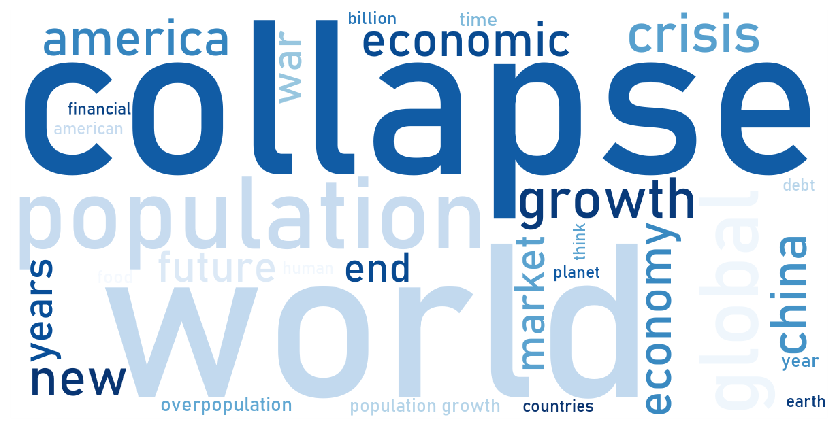 billion
time
america
war
economic
crisis
collapse
financial
american
population
growth
debt
global
think
future
human
food
end
market
planet
economy
china
years
world
new
year
overpopulation
population growth
countries
earth